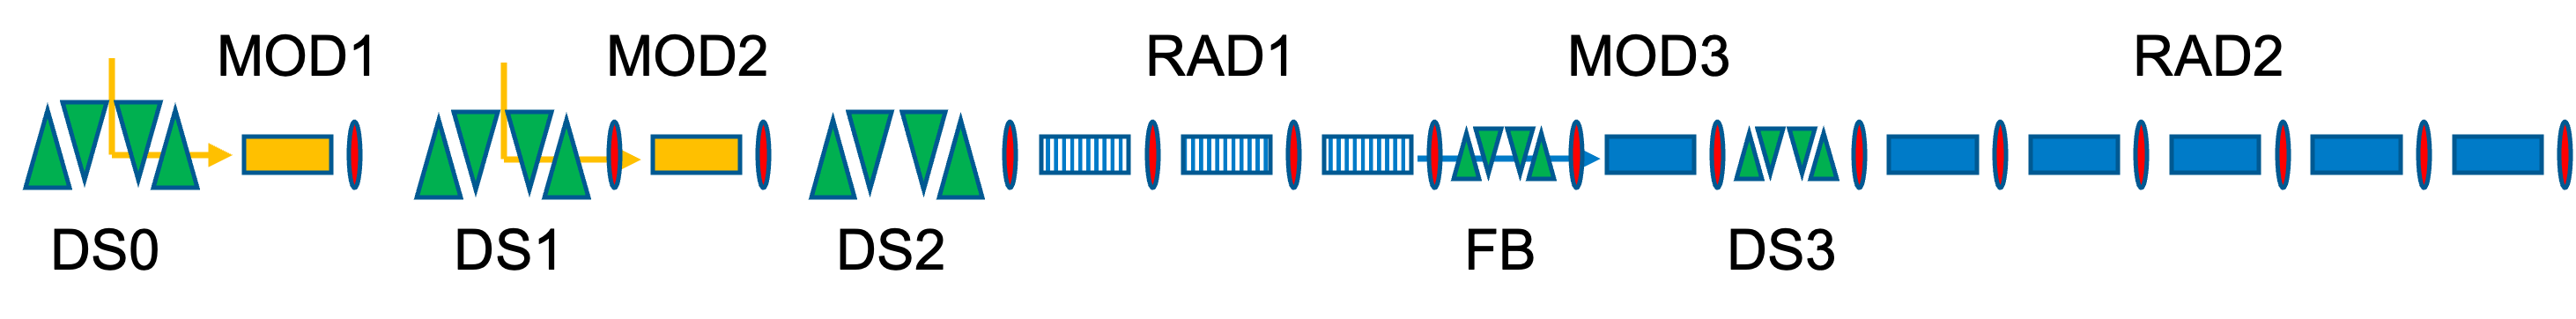 MOD1 MOD2 RAD1 MOD3 RAD2
DS0 DS1 DS2 FB DS3